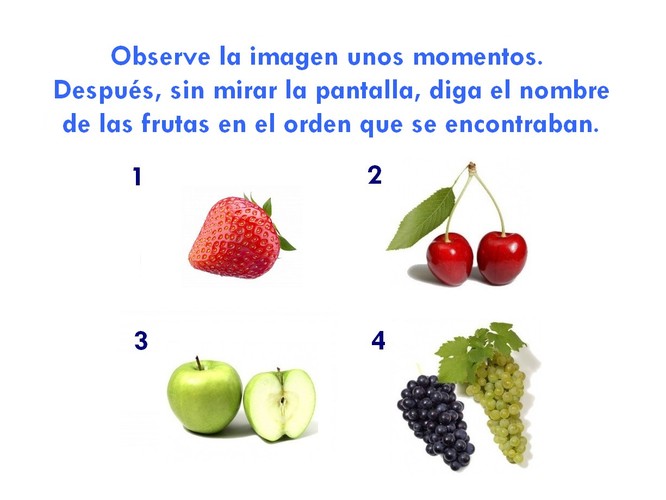 Observe la imagen unos momentos.
Después, sin mirar la pantalla, diga el nombre
de las frutas en el orden que se encontraban.
1
2
3
4